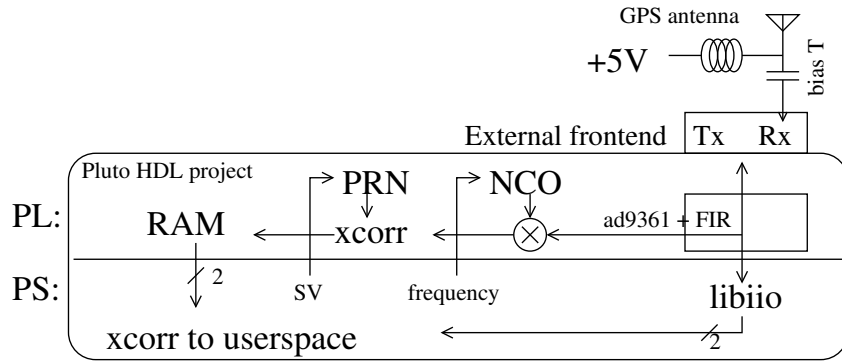 GPS antenna
+5V
bias T
External frontend
Tx
Rx
Pluto HDL project
PRN
NCO
PL:
RAM
xcorr
ad9361 + FIR
PS:
2
SV
frequency
libiio
xcorr to userspace
2